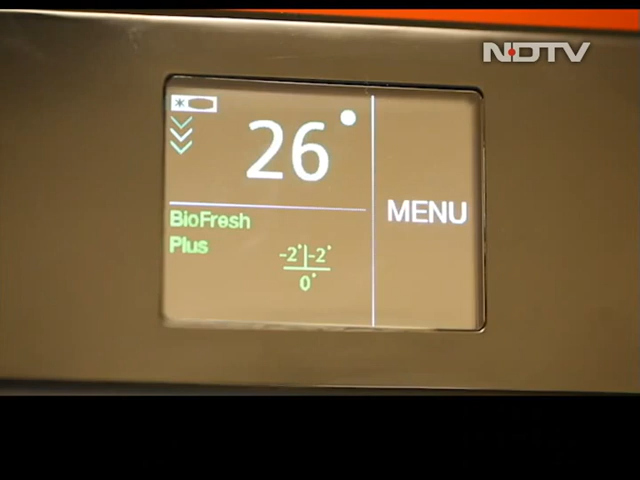 NDTV
26°
MENU
BioFresh
Plus
-2°|-2°
0°